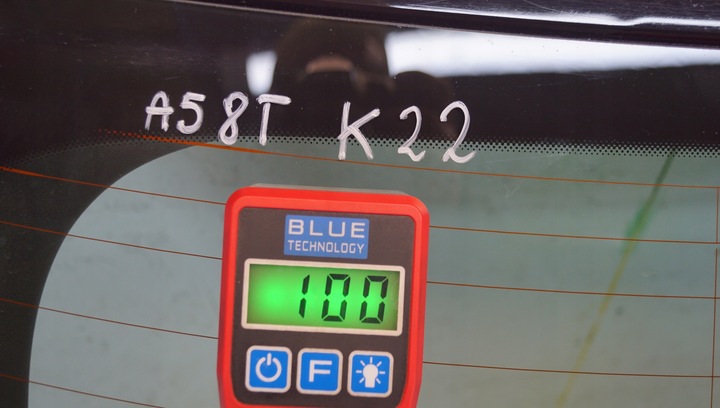 A58T K22
BLUE
TECHNOLOGY
100
F